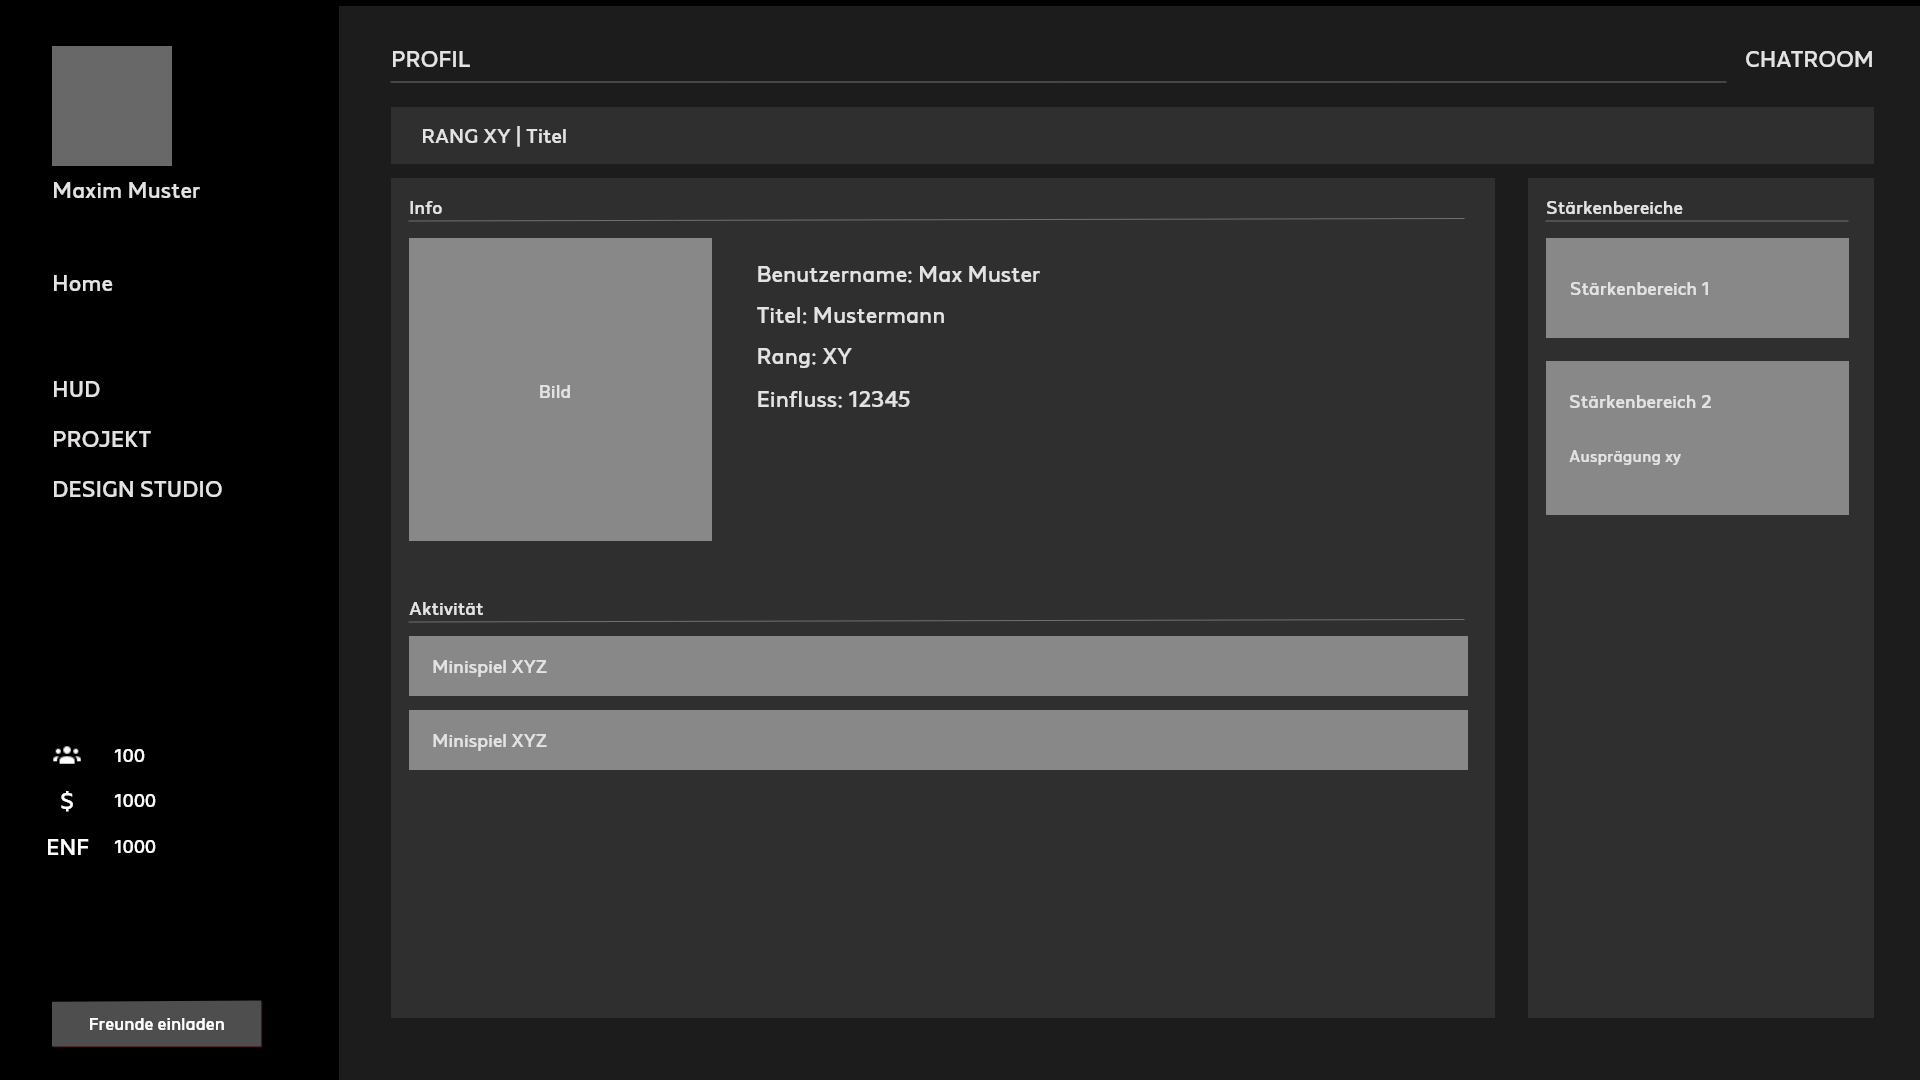 Maxim Muster
Home
HUD
PROJEKT
DESIGN STUDIO
100
$ 1000
ENF 1000
Freunde einladen
PROFIL
CHATROOM
RANG XY | Titel
Info
Bild
Benutzername: Max Muster
Titel: Mustermann
Rang: XY
Einfluss: 12345
Aktivität
Minispiel XYZ
Minispiel XYZ
Stärkenbereiche
Stärkenbereich 1
Stärkenbereich 2
Ausprägung xy